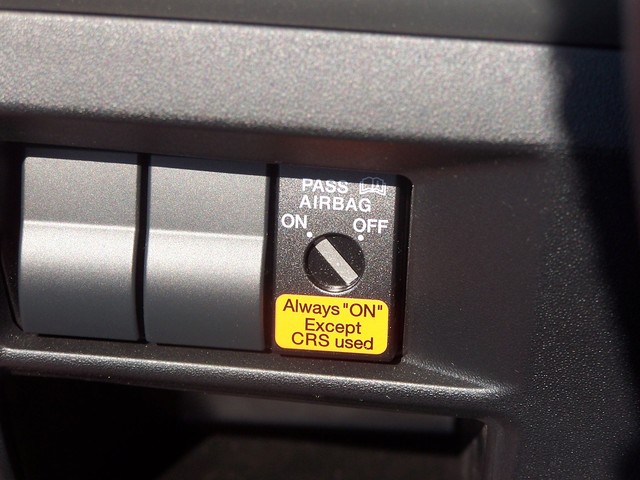 PASS
AIRBAG
ON OFF
Always "ON"
Except
CRS used